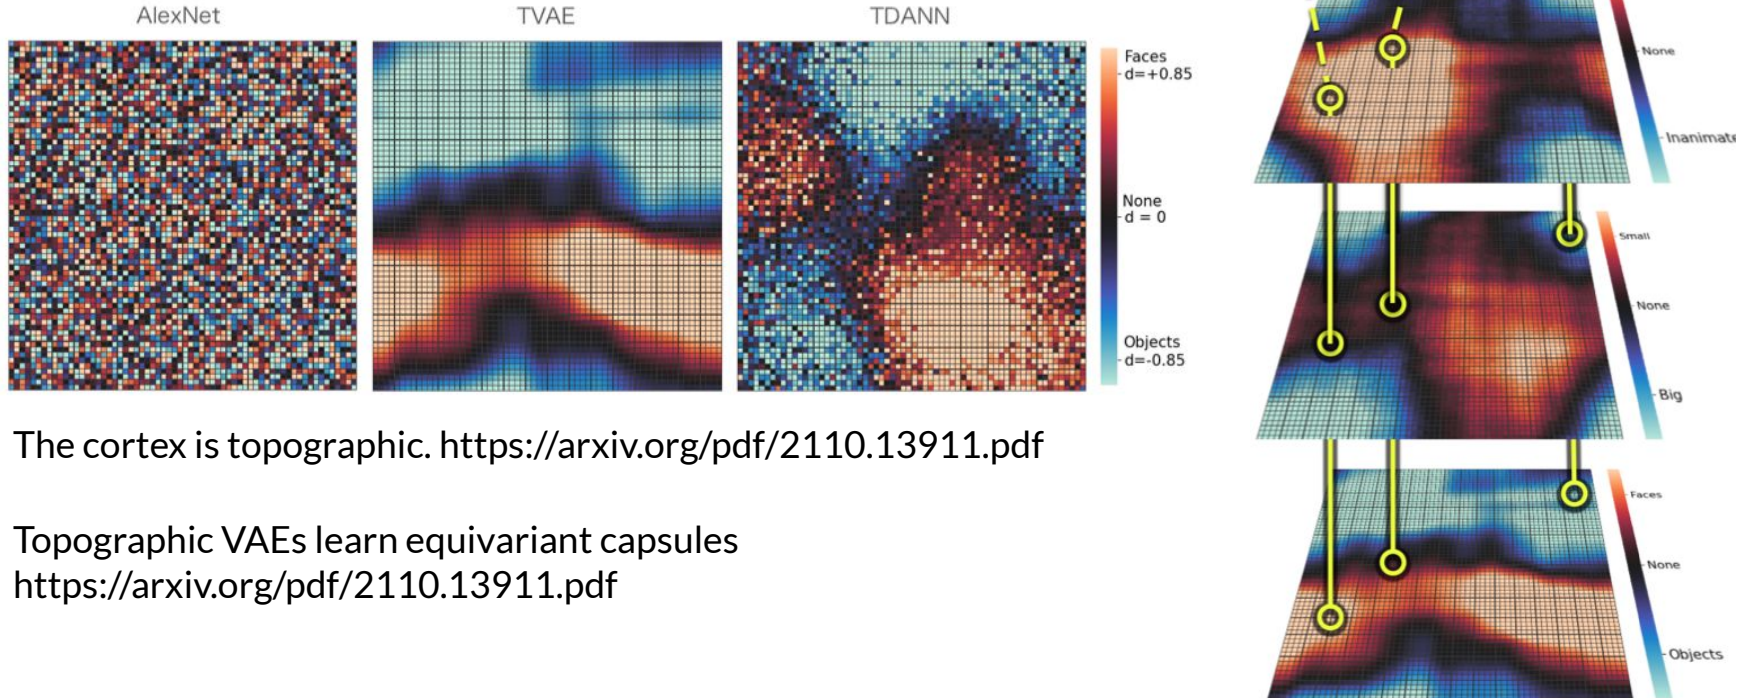 AlexNet
TVAE
TDANN
Faces
d=+0.85
None
d = 0
Objects
d=-0.85
The cortex is topographic. https://arxiv.org/pdf/2110.13911.pdf
Topographic VAEs learn equivariant capsules
https://arxiv.org/pdf/2110.13911.pdf
None
Inanimate
Small
None
Big
Faces
None
Objects